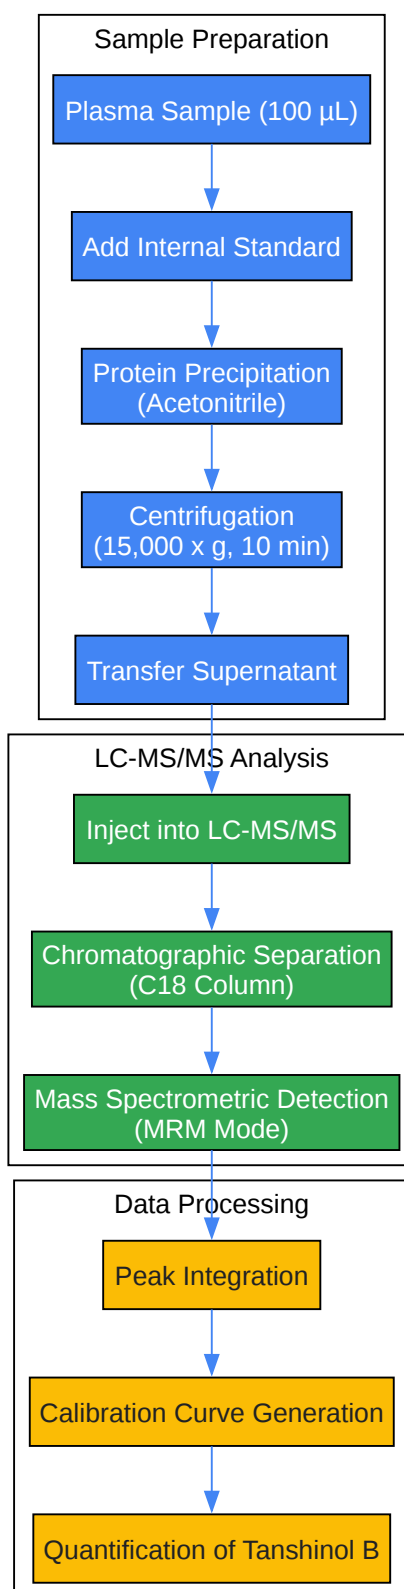 Sample Preparation
Plasma Sample (100 µL)
Add Internal Standard
Protein Precipitation
(Acetonitrile)
Centrifugation
(15,000 x g, 10 min)
Transfer Supernatant
LC-MS/MS Analysis
Inject into LC-MS/MS
Chromatographic Separation
(C18 Column)
Mass Spectrometric Detection
(MRM Mode)
Data Processing
Peak Integration
Calibration Curve Generation
Quantification of Tanshinol B